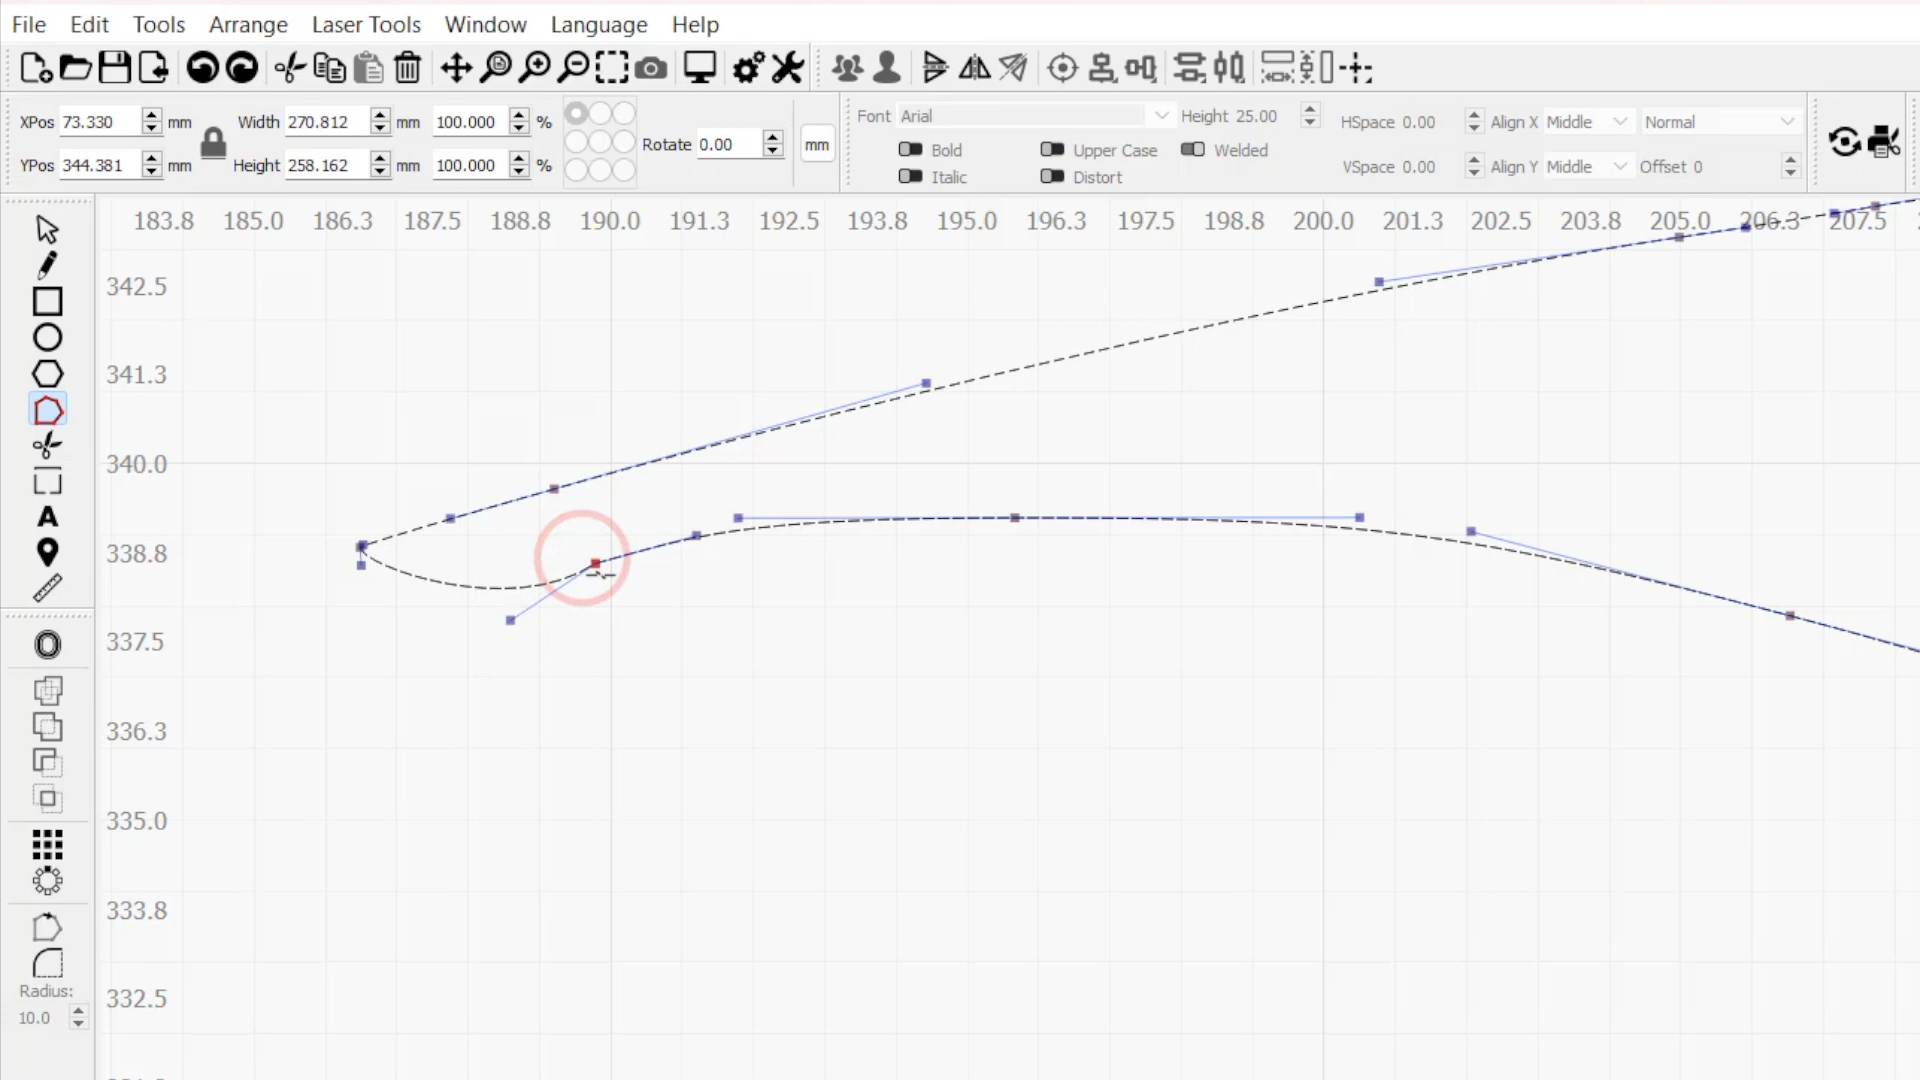 File Edit Tools Arrange Laser Tools Window Language Help
XPos 73.330 mm Width 270.812 mm 100.000 %
YPos 344.381 mm Height 258.162 mm 100.000 %
Rotate 0.00 mm
Font Arial Height 25.00 HSpace 0.00 Align X Middle Normal
Bold Upper Case Welded
Italic Distort VSpace 0.00 Align Y Middle Offset 0
183.8 185.0 186.3 187.5 188.8 190.0 191.3 192.5 193.8 195.0 196.3 197.5 198.8 200.0 201.3 202.5 203.8 205.0 206.3 207.5
342.5
341.3
340.0
338.8
337.5
336.3
335.0
333.8
332.5
Radius:
10.0